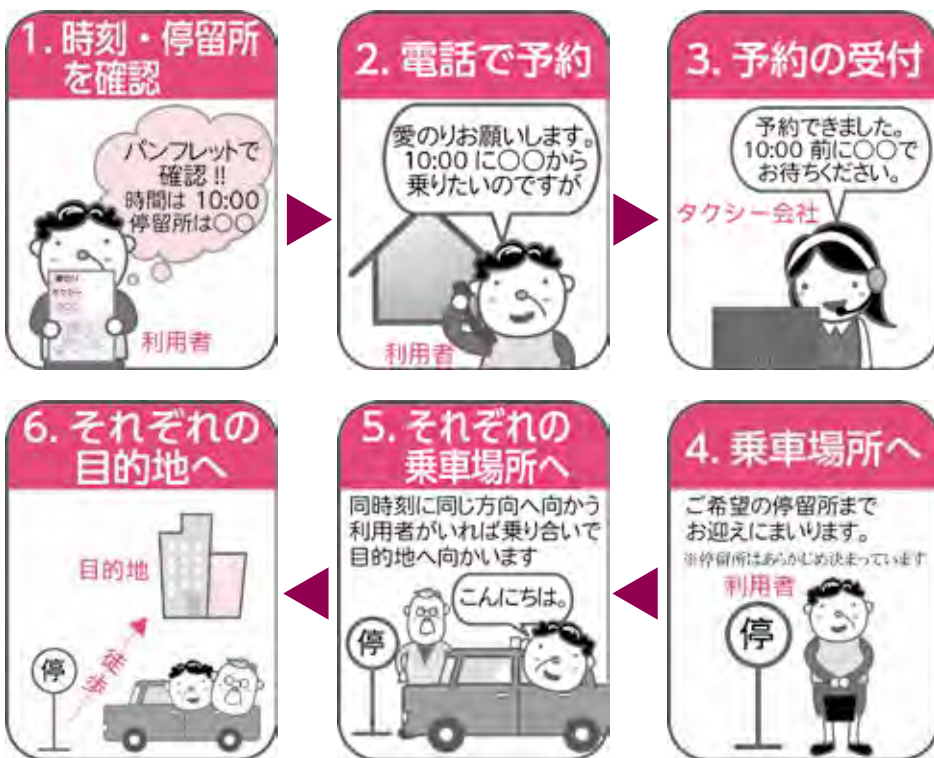 1. 時刻・停留所
を確認
パンフレットで
確認!!
時間は 10:00
停留所は〇〇
利用者
2. 電話で予約
愛のりお願いします。
10:00 に〇〇から
乗りたいのですが
利用者
3. 予約の受付
予約できました。
10:00 前に〇〇で
お待ちください。
タクシー会社
4. 乗車場所へ
ご希望の停留所まで
お迎えにまいります。
※停留所はあらかじめ決まっています
利用者
停
5. それぞれの
乗車場所へ
同時刻に同じ方向へ向かう
利用者がいれば乗り合いで
目的地へ向かいます
こんにちは。
停
6. それぞれの
目的地へ
目的地
徒歩
停